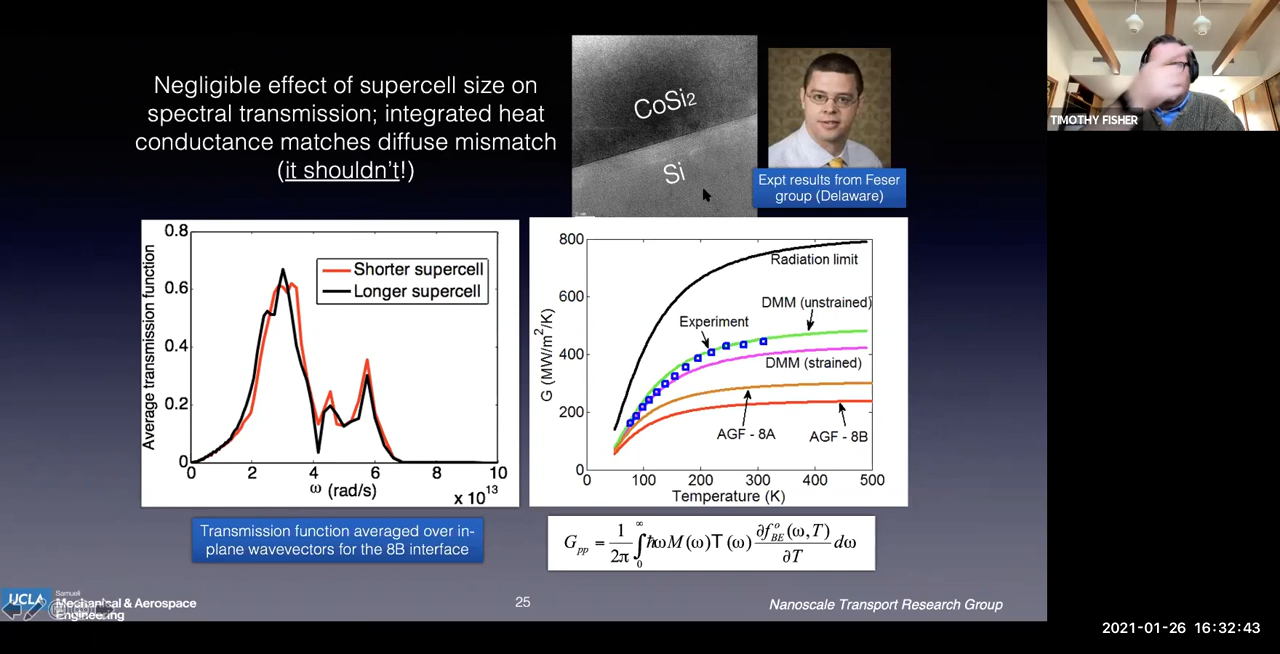 Negligible effect of supercell size on
spectral transmission; integrated heat
conductance matches diffuse mismatch
(it shouldn't!)
CoSi2
Si
Expt results from Feser
group (Delaware)
TIMOTHY FISHER
Average transmission function
0.8
0.6
0.4
0.2
0
0 2 4 6 8 10
ω (rad/s)
x 10^13
Shorter supercell
Longer supercell
Transmission function averaged over in-
plane wavevectors for the 8B interface
G (MW/m²/K)
800
600
400
200
0
0 100 200 300 400 500
Temperature (K)
Radiation limit
DMM (unstrained)
Experiment
DMM (strained)
AGF - 8A
AGF - 8B
G_pp = 1/2π ∫_0^∞ ħωM(ω)T(ω) ∂f_BE^o(ω,T)/∂T dω
UCLA
Samueli
Mechanical & Aerospace
Engineering
25
Nanoscale Transport Research Group
2021-01-26 16:32:43